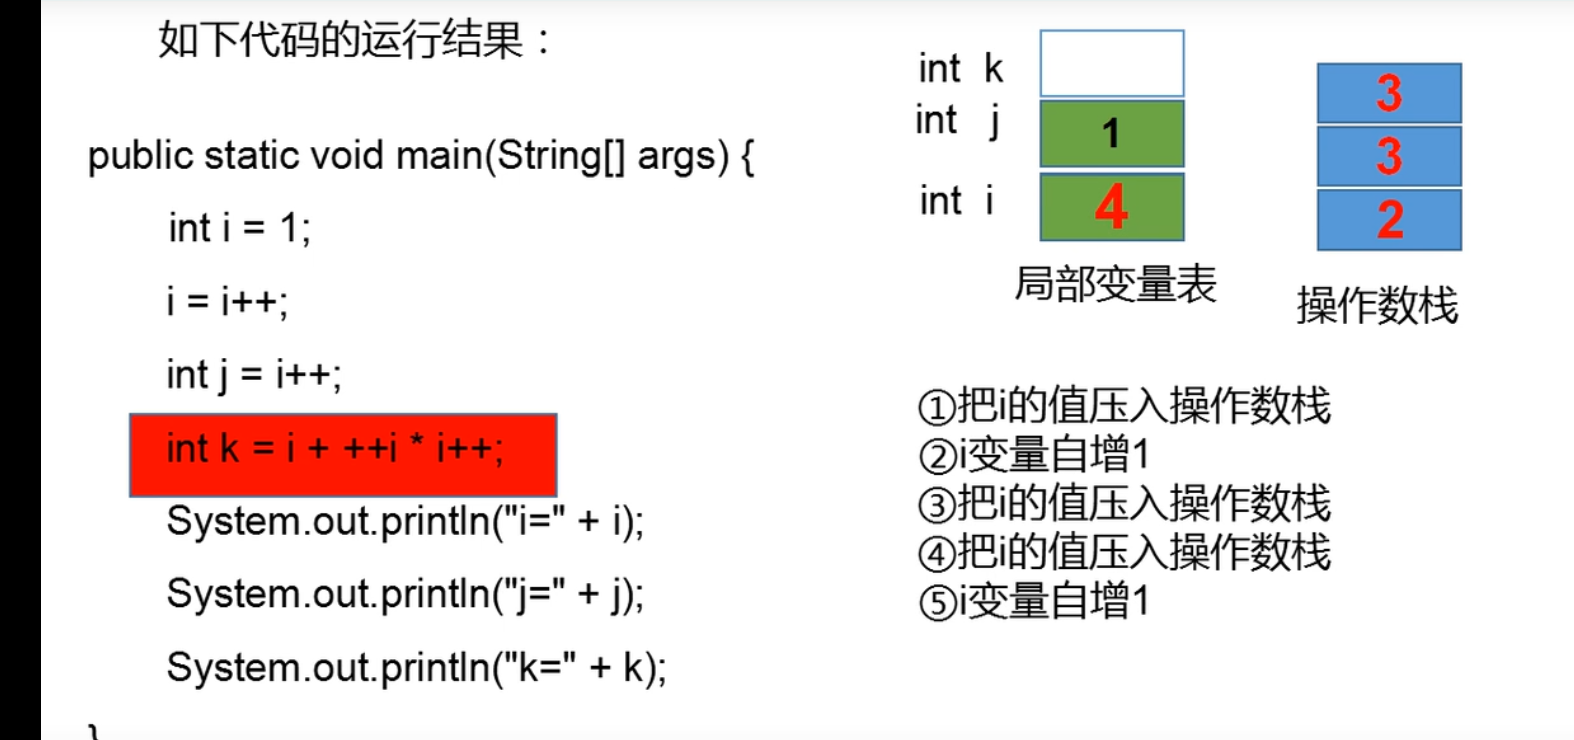 如下代码的运行结果：
public static void main(String[] args) {
int i = 1;
i = i++;
int j = i++;
int k = i + ++i * i++;
System.out.println("i=" + i);
System.out.println("j=" + j);
System.out.println("k=" + k);
}
int k
int j 1
int i 4
局部变量表
3
3
2
操作数栈
①把i的值压入操作数栈
②i变量自增1
③把i的值压入操作数栈
④把i的值压入操作数栈
⑤i变量自增1